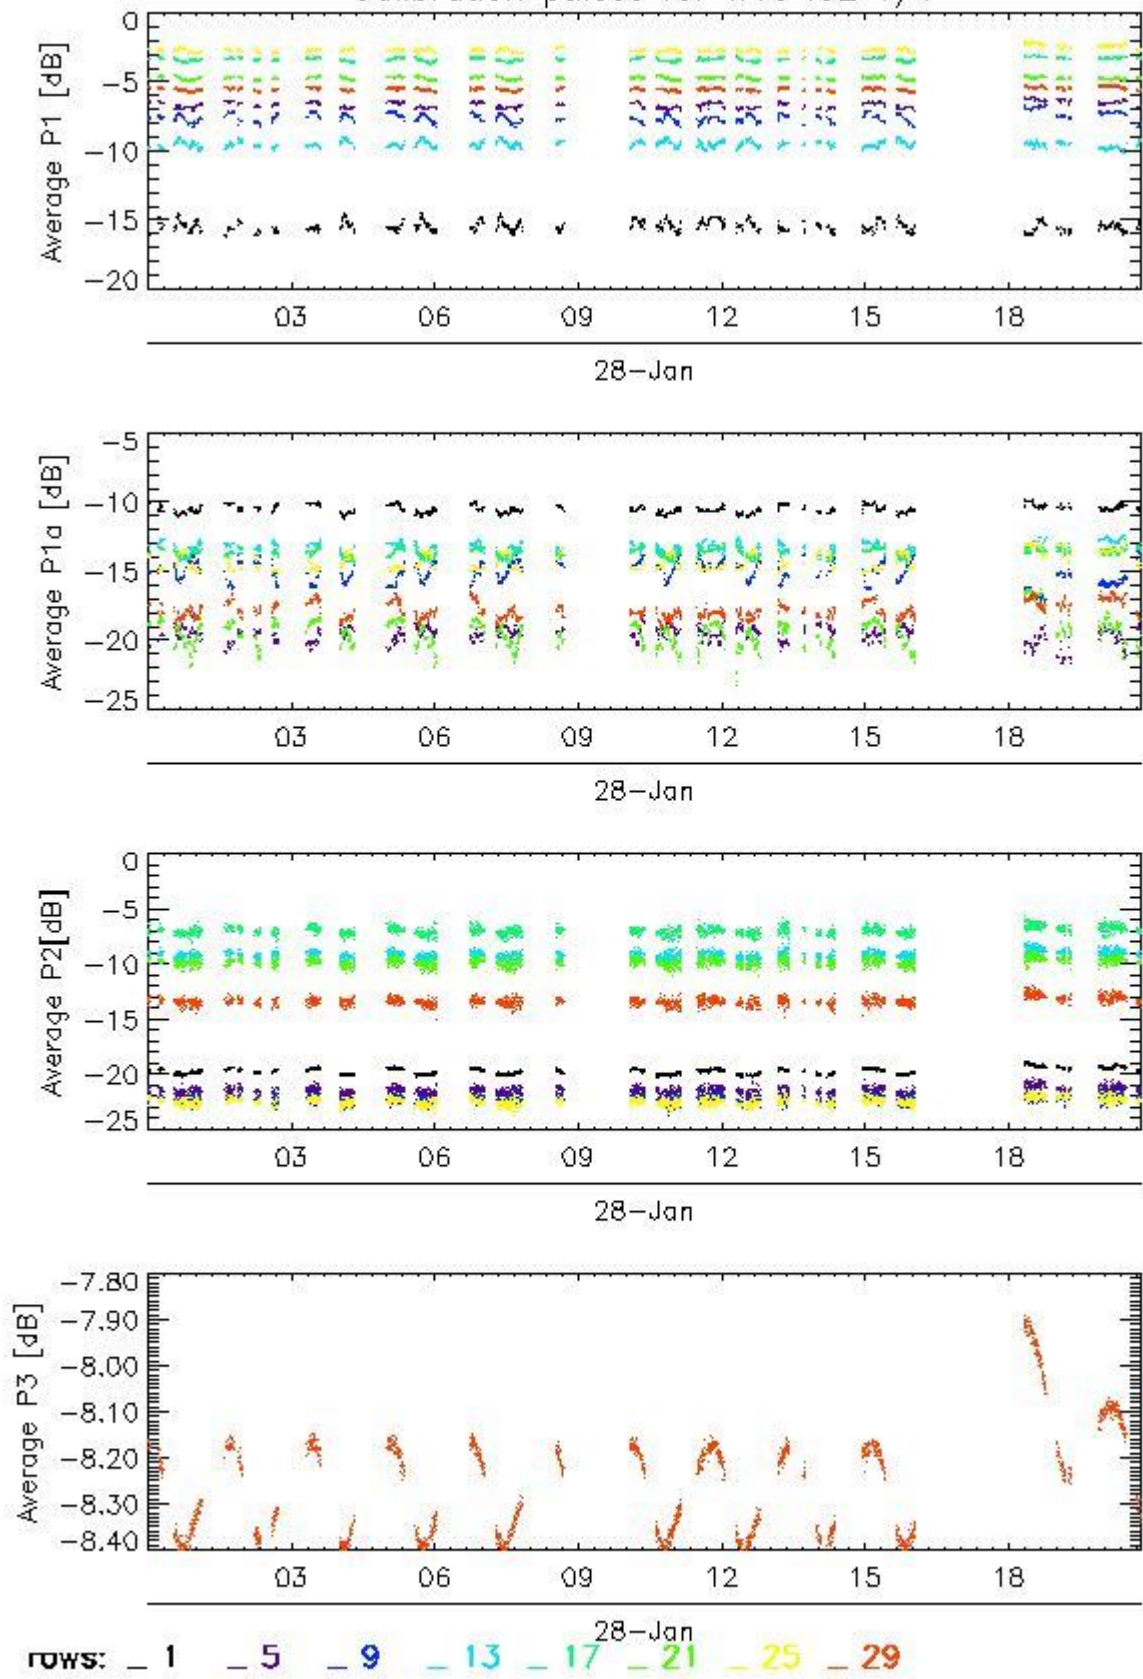 0
-5
-10
-15
-20
Average P1 [dB]
03 06 09 12 15 18
28-Jan
-5
-10
-15
-20
-25
Average P1a [dB]
03 06 09 12 15 18
28-Jan
0
-5
-10
-15
-20
-25
Average P2[dB]
03 06 09 12 15 18
28-Jan
-7.80
-7.90
-8.00
-8.10
-8.20
-8.30
-8.40
Average P3 [dB]
03 06 09 12 15 18
28-Jan
rows: _ 1 _ 5 _ 9 _ 13 _ 17 _ 21 _ 25 _ 29